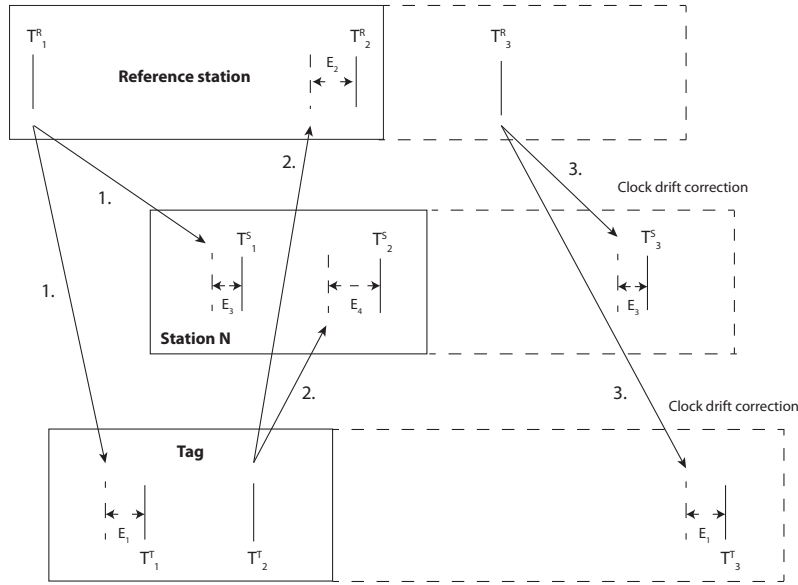 T^R_1
T^R_2
T^R_3
E_2
Reference station
2.
3.
1.
Clock drift correction
T^S_1
T^S_2
T^S_3
1.
E_3
E_4
E_3
Station N
2.
3.
Clock drift correction
Tag
E_1
E_1
T^T_1
T^T_2
T^T_3